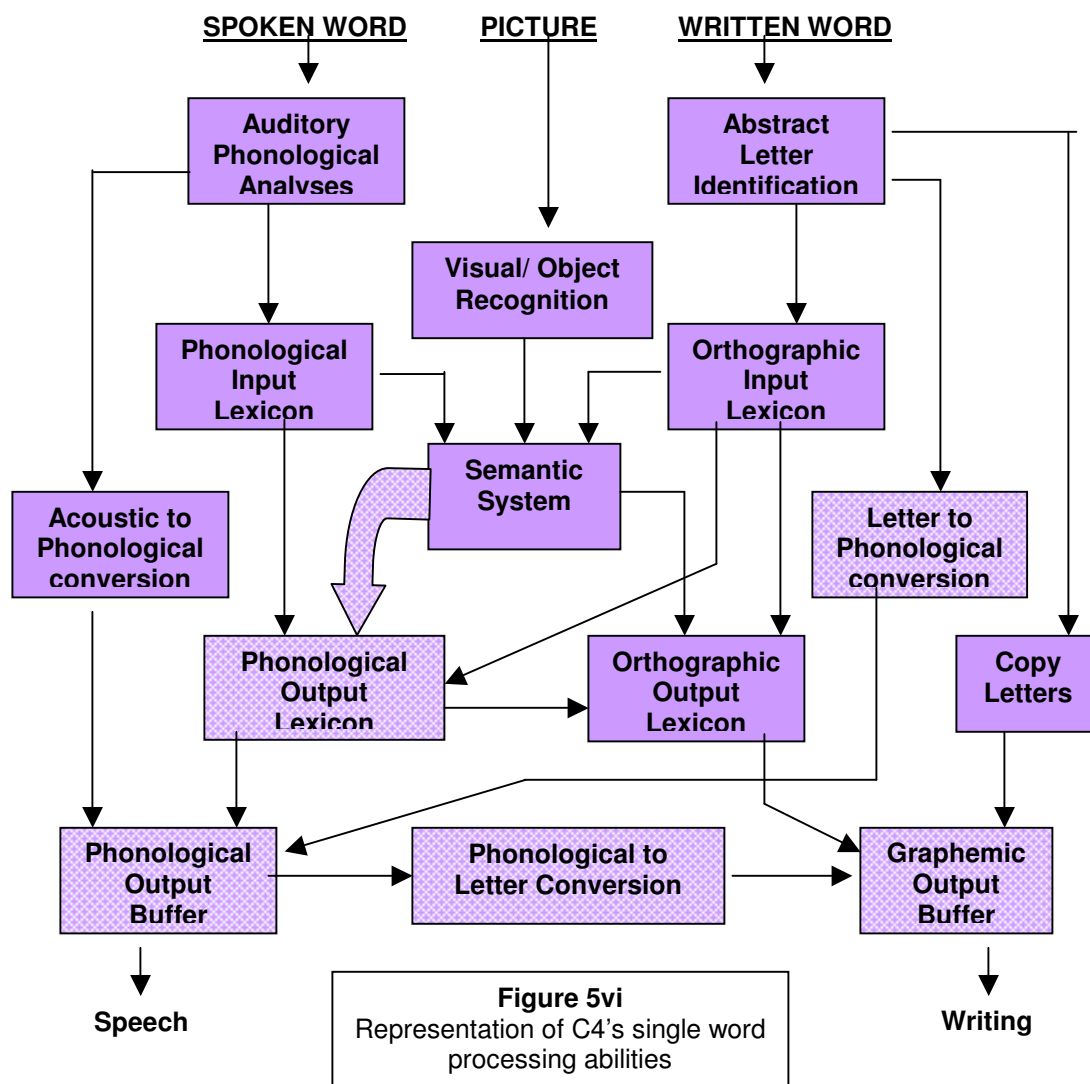 SPOKEN WORD
PICTURE
WRITTEN WORD
Auditory
Phonological
Analyses
Abstract
Letter
Identification
Visual/ Object
Recognition
Phonological
Input
Lexicon
Orthographic
Input
Lexicon
Semantic
System
Acoustic to
Phonological
conversion
Letter to
Phonological
conversion
Phonological
Output
Lexicon
Orthographic
Output
Lexicon
Copy
Letters
Phonological
Output
Buffer
Phonological to
Letter Conversion
Graphemic
Output
Buffer
Speech
Writing
Figure 5vi
Representation of C4's single word
processing abilities